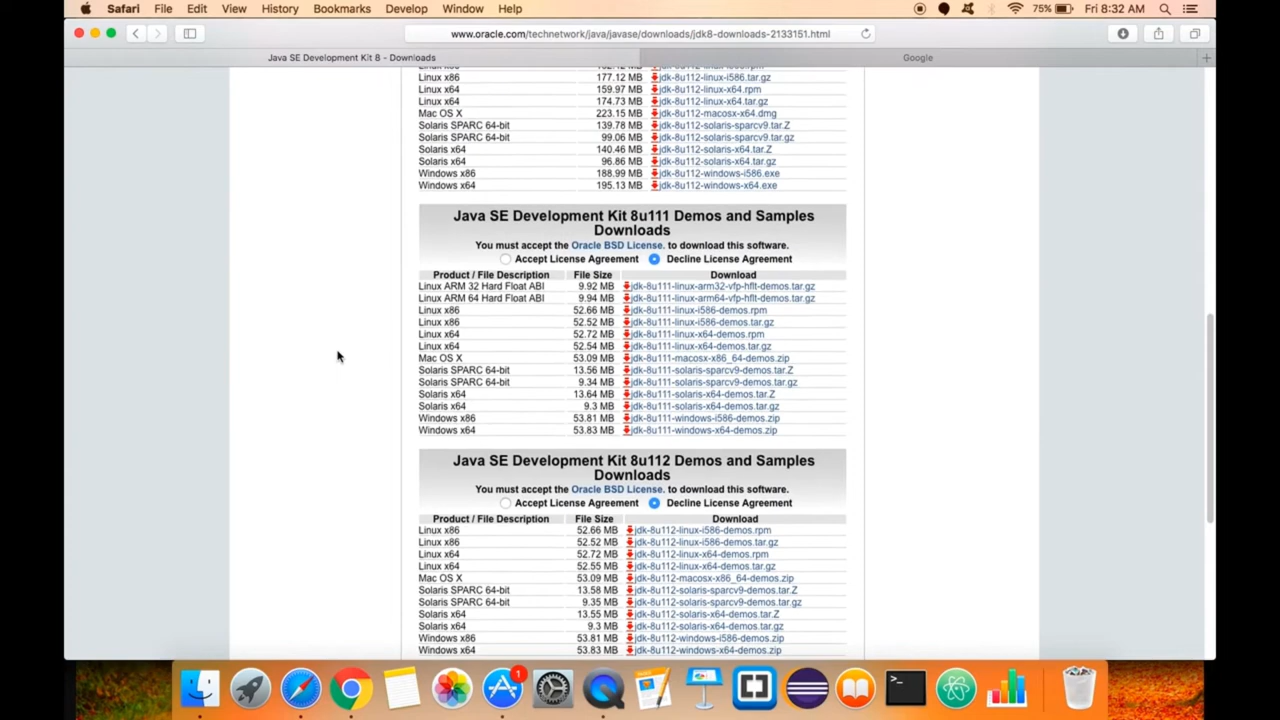 Safari File Edit View History Bookmarks Develop Window Help 75% Fri 8:32 AM
www.oracle.com/technetwork/java/javase/downloads/jdk8-downloads-2133151.html
Java SE Development Kit 8 - Downloads Google
Linux x86 177.12 MB jdk-8u112-linux-i586.tar.gz
Linux x64 159.97 MB jdk-8u112-linux-x64.rpm
Linux x64 174.73 MB jdk-8u112-linux-x64.tar.gz
Mac OS X 223.15 MB jdk-8u112-macosx-x64.dmg
Solaris SPARC 64-bit 139.78 MB jdk-8u112-solaris-sparcv9.tar.Z
Solaris SPARC 64-bit 99.06 MB jdk-8u112-solaris-sparcv9.tar.gz
Solaris x64 140.46 MB jdk-8u112-solaris-x64.tar.Z
Solaris x64 96.86 MB jdk-8u112-solaris-x64.tar.gz
Windows x86 188.99 MB jdk-8u112-windows-i586.exe
Windows x64 195.13 MB jdk-8u112-windows-x64.exe
Java SE Development Kit 8u111 Demos and Samples
Downloads
You must accept the Oracle BSD License. to download this software.
Accept License Agreement Decline License Agreement
Product / File Description File Size Download
Linux ARM 32 Hard Float ABI 9.92 MB jdk-8u111-linux-arm32-vfp-hflt-demos.tar.gz
Linux ARM 64 Hard Float ABI 9.94 MB jdk-8u111-linux-arm64-vfp-hflt-demos.tar.gz
Linux x86 52.66 MB jdk-8u111-linux-i586-demos.rpm
Linux x86 52.52 MB jdk-8u111-linux-i586-demos.tar.gz
Linux x64 52.72 MB jdk-8u111-linux-x64-demos.rpm
Linux x64 52.54 MB jdk-8u111-linux-x64-demos.tar.gz
Mac OS X 53.09 MB jdk-8u111-macosx-x86_64-demos.zip
Solaris SPARC 64-bit 13.56 MB jdk-8u111-solaris-sparcv9-demos.tar.Z
Solaris SPARC 64-bit 9.34 MB jdk-8u111-solaris-sparcv9-demos.tar.gz
Solaris x64 13.64 MB jdk-8u111-solaris-x64-demos.tar.Z
Solaris x64 9.3 MB jdk-8u111-solaris-x64-demos.tar.gz
Windows x86 53.81 MB jdk-8u111-windows-i586-demos.zip
Windows x64 53.83 MB jdk-8u111-windows-x64-demos.zip
Java SE Development Kit 8u112 Demos and Samples
Downloads
You must accept the Oracle BSD License. to download this software.
Accept License Agreement Decline License Agreement
Product / File Description File Size Download
Linux x86 52.66 MB jdk-8u112-linux-i586-demos.rpm
Linux x86 52.52 MB jdk-8u112-linux-i586-demos.tar.gz
Linux x64 52.72 MB jdk-8u112-linux-x64-demos.rpm
Linux x64 52.55 MB jdk-8u112-linux-x64-demos.tar.gz
Mac OS X 53.09 MB jdk-8u112-macosx-x86_64-demos.zip
Solaris SPARC 64-bit 13.58 MB jdk-8u112-solaris-sparcv9-demos.tar.Z
Solaris SPARC 64-bit 9.35 MB jdk-8u112-solaris-sparcv9-demos.tar.gz
Solaris x64 13.55 MB jdk-8u112-solaris-x64-demos.tar.Z
Solaris x64 9.3 MB jdk-8u112-solaris-x64-demos.tar.gz
Windows x86 53.81 MB jdk-8u112-windows-i586-demos.zip
Windows x64 53.83 MB jdk-8u112-windows-x64-demos.zip
1